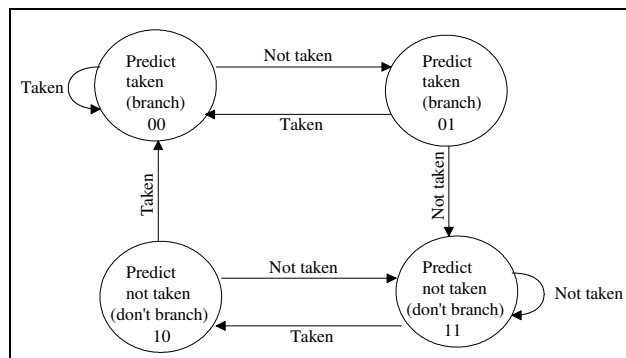 Predict
taken
(branch)
00
Not taken
Predict
taken
(branch)
01
Taken
Taken
Taken
Not taken
Predict
not taken
(don't branch)
10
Not taken
Predict
not taken
(don't branch)
11
Not taken
Taken